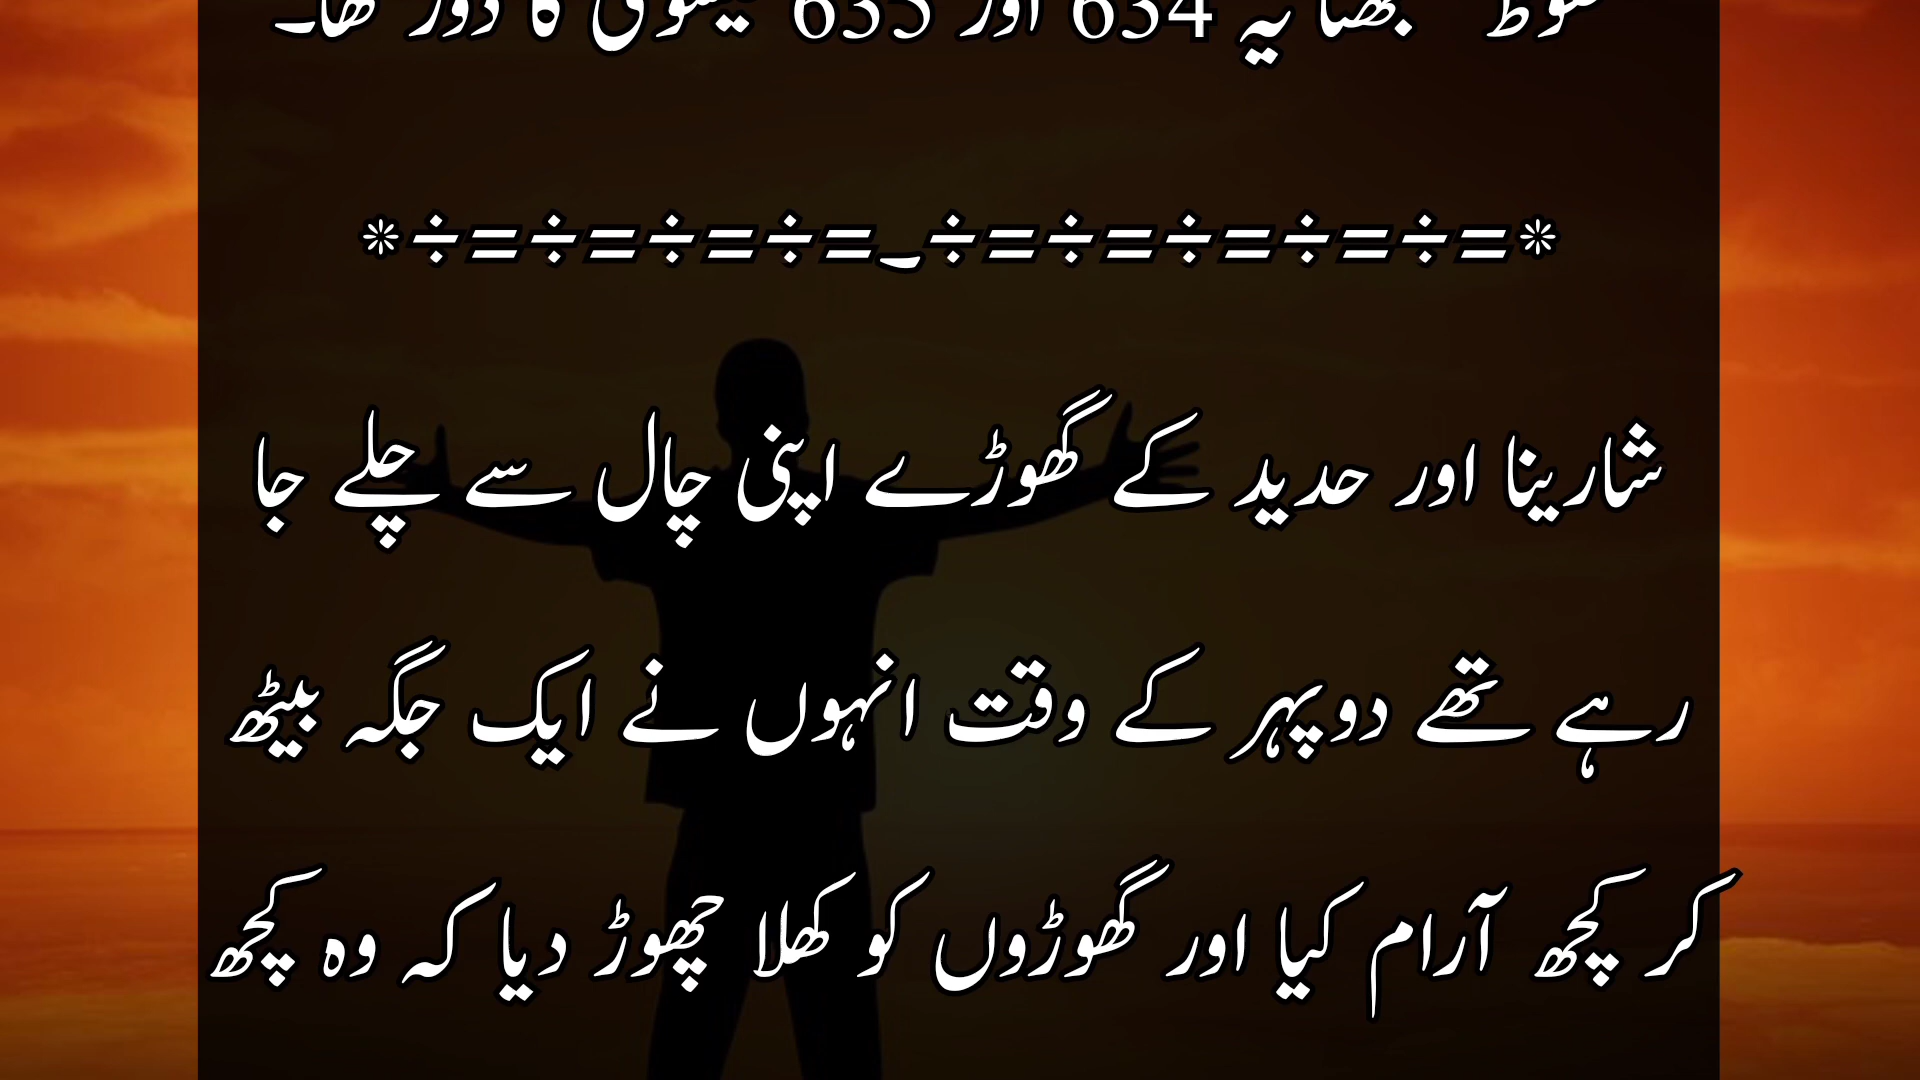 یہ 634 اور 635 عیسوی کا دور تھا۔
*=÷=÷=÷=÷=÷ـ=÷=÷=÷=÷*
شارینا اور حدید کے گھوڑے اپنی چال سے چلے جا
رہے تھے دوپہر کے وقت انہوں نے ایک جگہ بیٹھ
کر کچھ آرام کیا اور گھوڑوں کو کھلا چھوڑ دیا کہ وہ کچھ